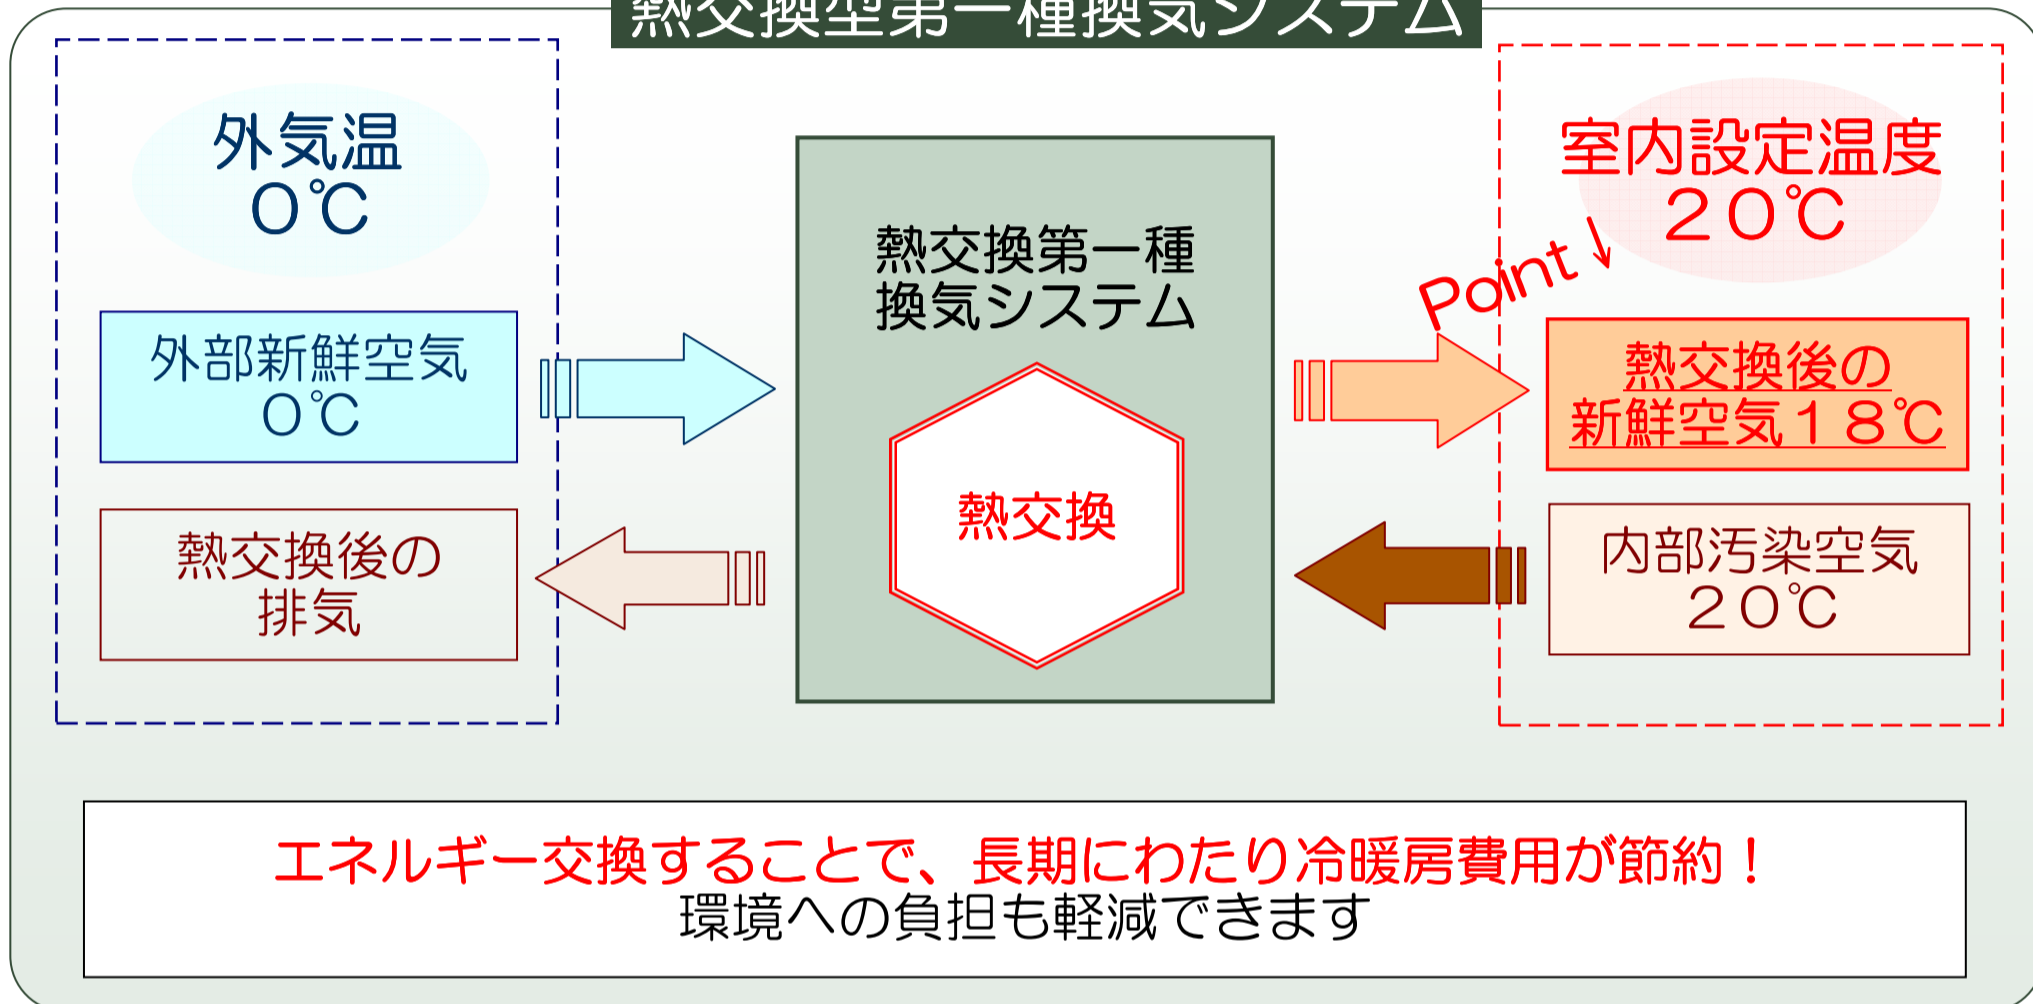 熱交換型第一種換気システム
外気温
０℃
外部新鮮空気
０℃
熱交換後の
排気
熱交換第一種
換気システム
熱交換
室内設定温度
２０℃
Point↓
熱交換後の
新鮮空気１８℃
内部汚染空気
２０℃
エネルギー交換することで、長期にわたり冷暖房費用が節約！
環境への負担も軽減できます